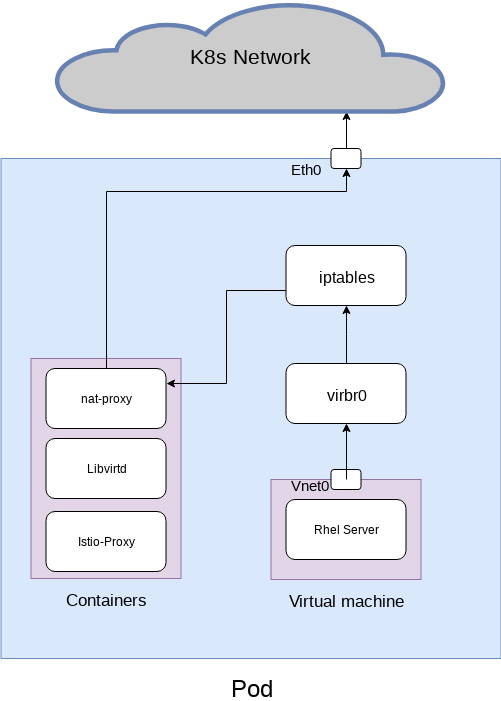 K8s Network
Eth0
iptables
nat-proxy
virbr0
Libvirtd
Vnet0
Rhel Server
Istio-Proxy
Containers
Virtual machine
Pod